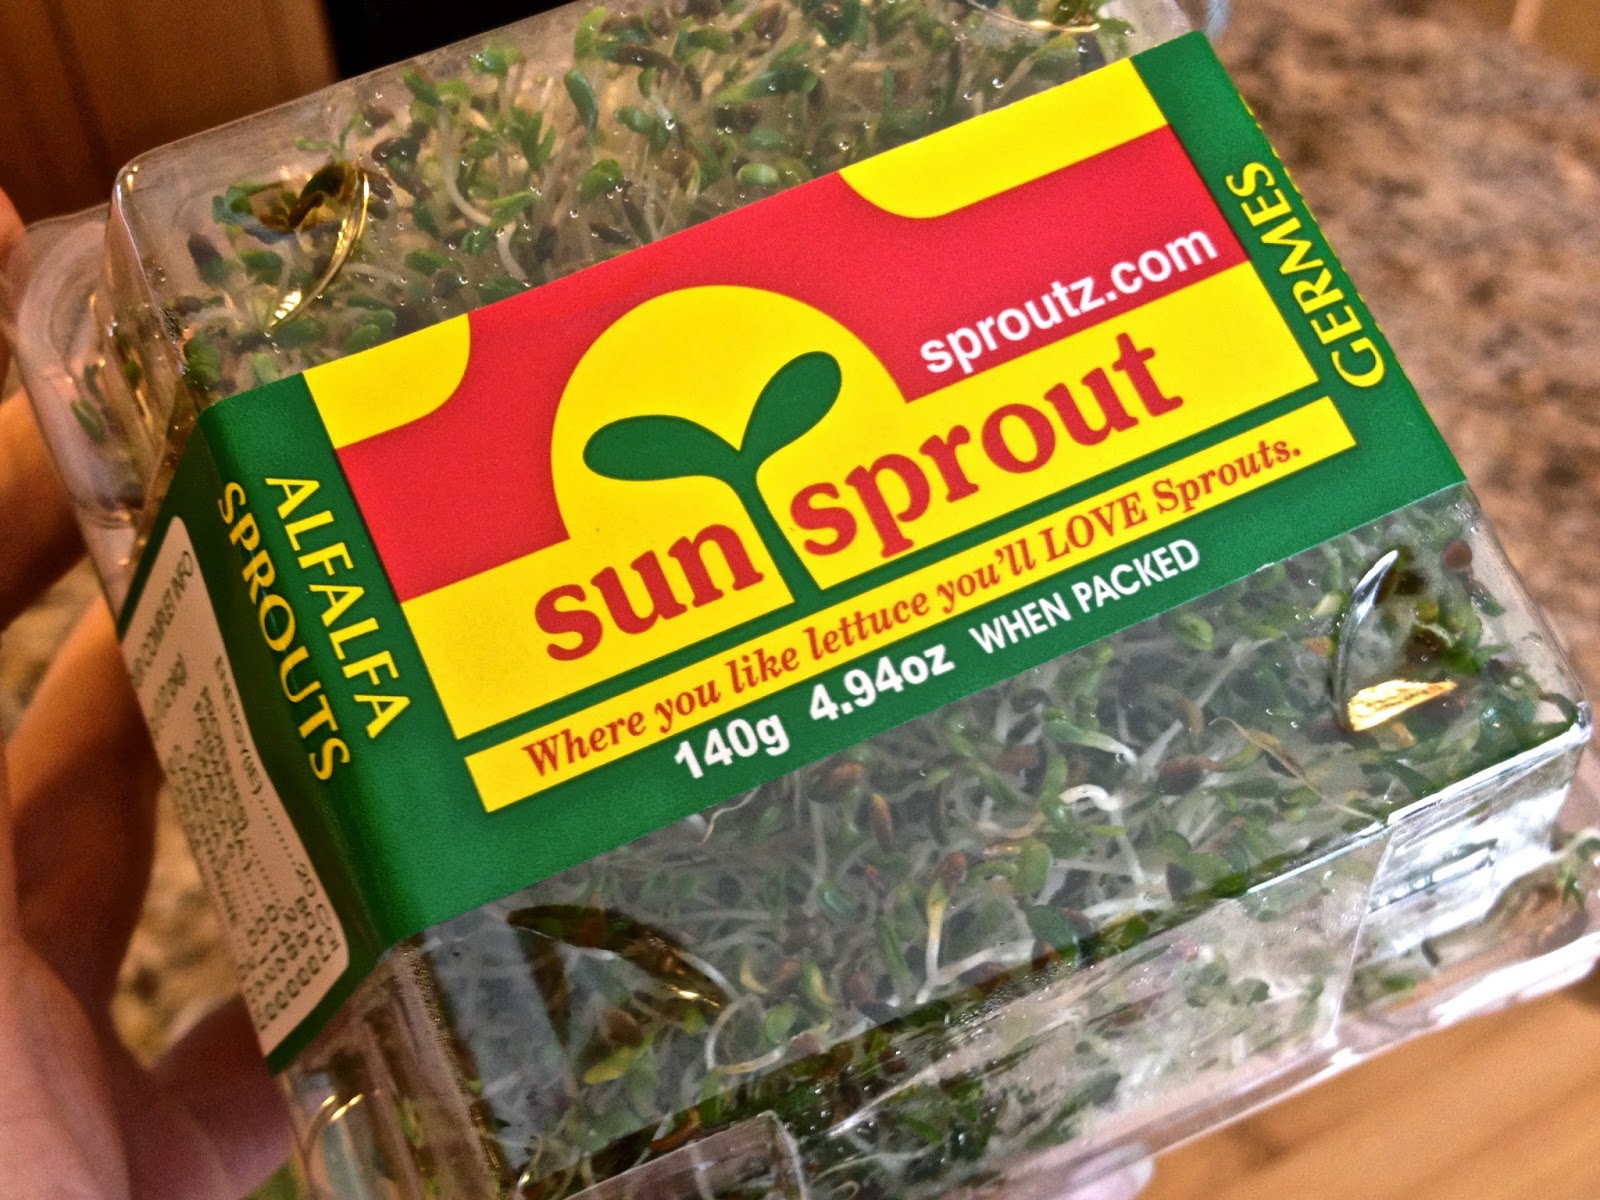 sproutz.com
sun sprout
Where you like lettuce you'll LOVE Sprouts.
140g 4.94oz WHEN PACKED
ALFALFA
SPROUTS
GERMES